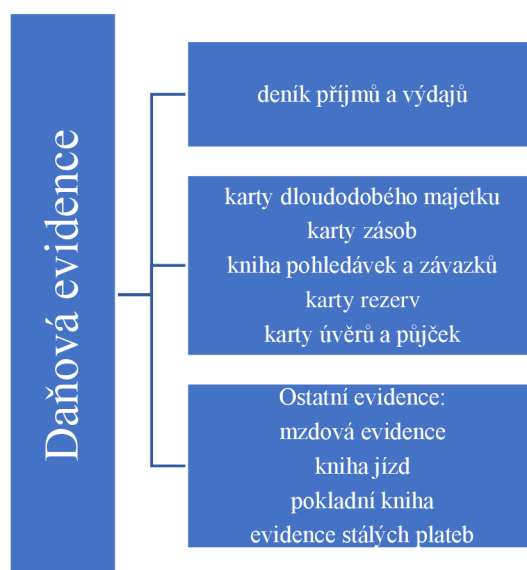 Daňová evidence
deník příjmů a výdajů
karty dloudodobého majetku
karty zásob
kniha pohledávek a závazků
karty rezerv
karty úvěrů a půjček
Ostatní evidence:
mzdová evidence
kniha jízd
pokladní kniha
evidence stálých plateb